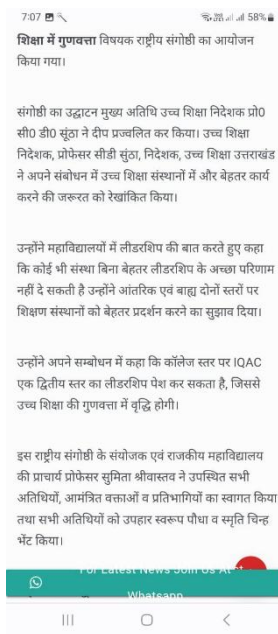 7:07
58%
शिक्षा में गुणवत्ता विषयक राष्ट्रीय संगोष्ठी का आयोजन
किया गया।
संगोष्ठी का उद्घाटन मुख्य अतिथि उच्च शिक्षा निदेशक प्रो0
सी0 डी0 सूंठा ने दीप प्रज्वलित कर किया। उच्च शिक्षा
निदेशक, प्रोफेसर सीडी सुंठा, निदेशक, उच्च शिक्षा उत्तराखंड
ने अपने संबोधन में उच्च शिक्षा संस्थानों में और बेहतर कार्य
करने की जरूरत को रेखांकित किया।
उन्होंने महाविद्यालयों में लीडरशिप की बात करते हुए कहा
कि कोई भी संस्था बिना बेहतर लीडरशिप के अच्छा परिणाम
नहीं दे सकती है उन्होंने आंतरिक एवं बाह्य दोनों स्तरों पर
शिक्षण संस्थानों को बेहतर प्रदर्शन करने का सुझाव दिया।
उन्होंने अपने सम्बोधन में कहा कि कॉलेज स्तर पर IQAC
एक द्वितीय स्तर का लीडरशिप पेश कर सकता है, जिससे
उच्च शिक्षा की गुणवत्ता में वृद्धि होगी।
इस राष्ट्रीय संगोष्ठी के संयोजक एवं राजकीय महाविद्यालय
की प्राचार्य प्रोफेसर सुमिता श्रीवास्तव ने उपस्थित सभी
अतिथियों, आमंत्रित वक्ताओं व प्रतिभागियों का स्वागत किया
तथा सभी अतिथियों को उपहार स्वरूप पौधा व स्मृति चिन्ह
भेंट किया।
For Latest News Join Us At
Whatsapp